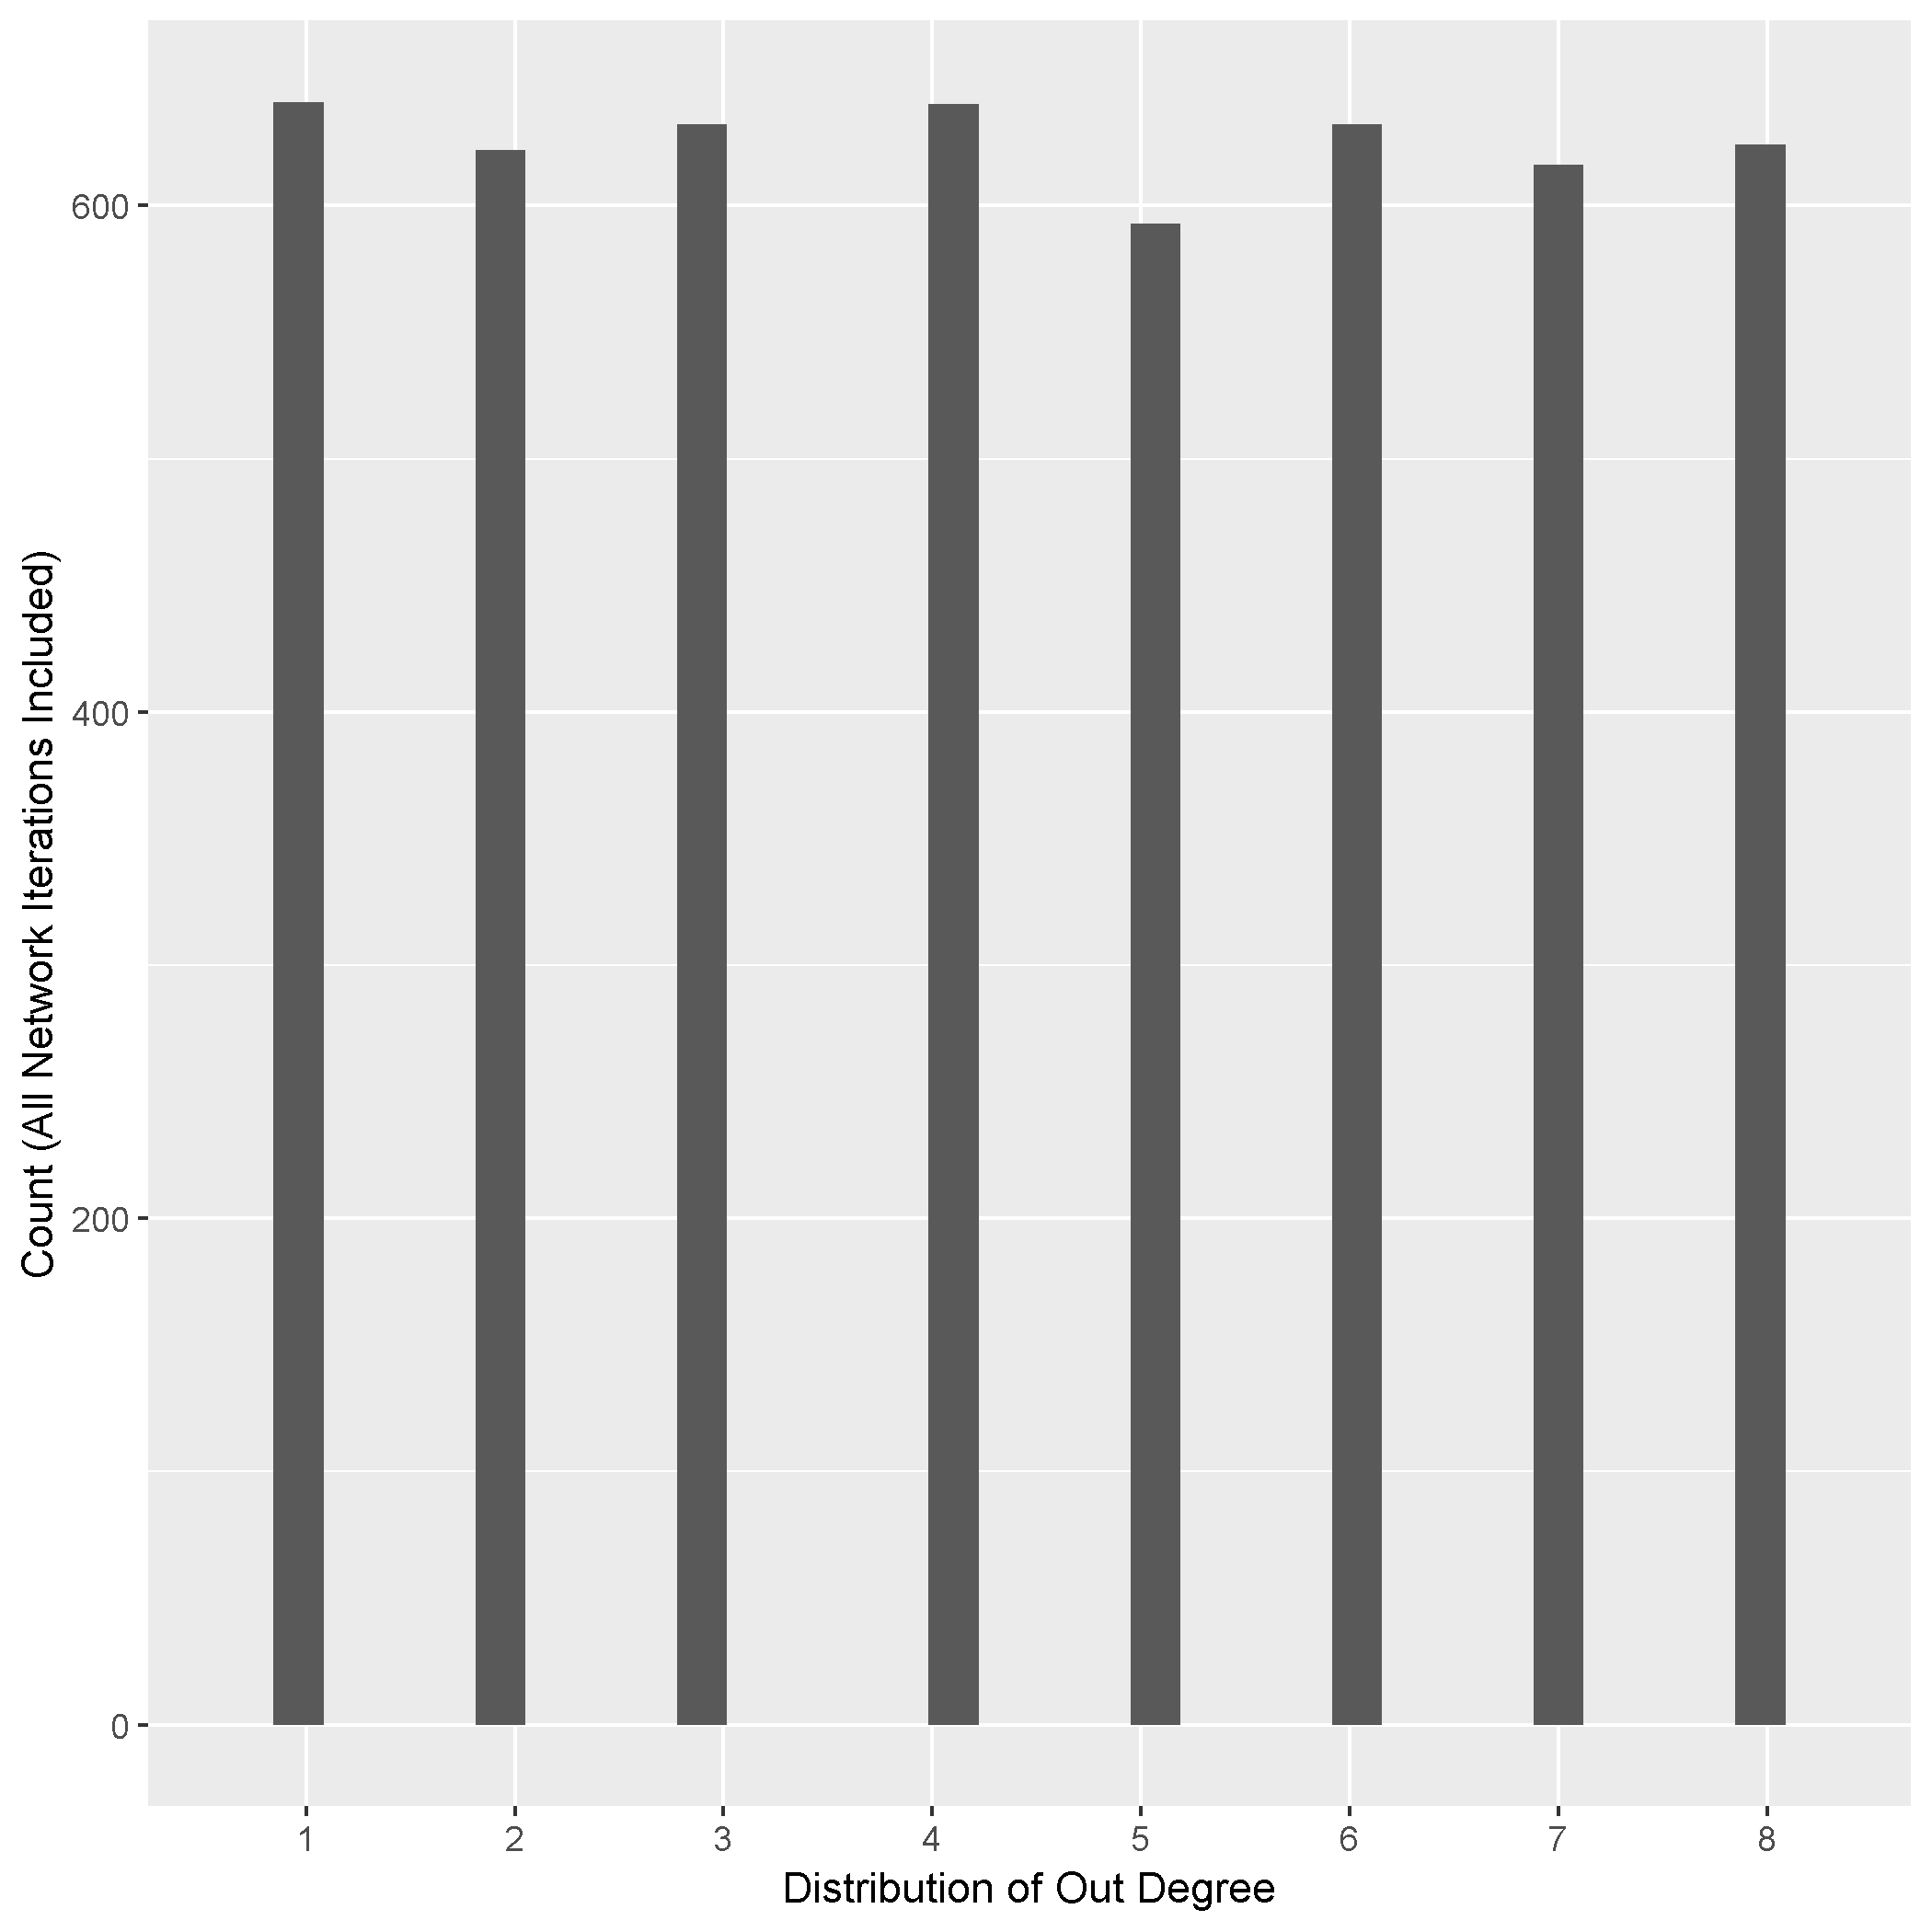 Count (All Network Iterations Included)
600
400
200
0
1 2 3 4 5 6 7 8
Distribution of Out Degree